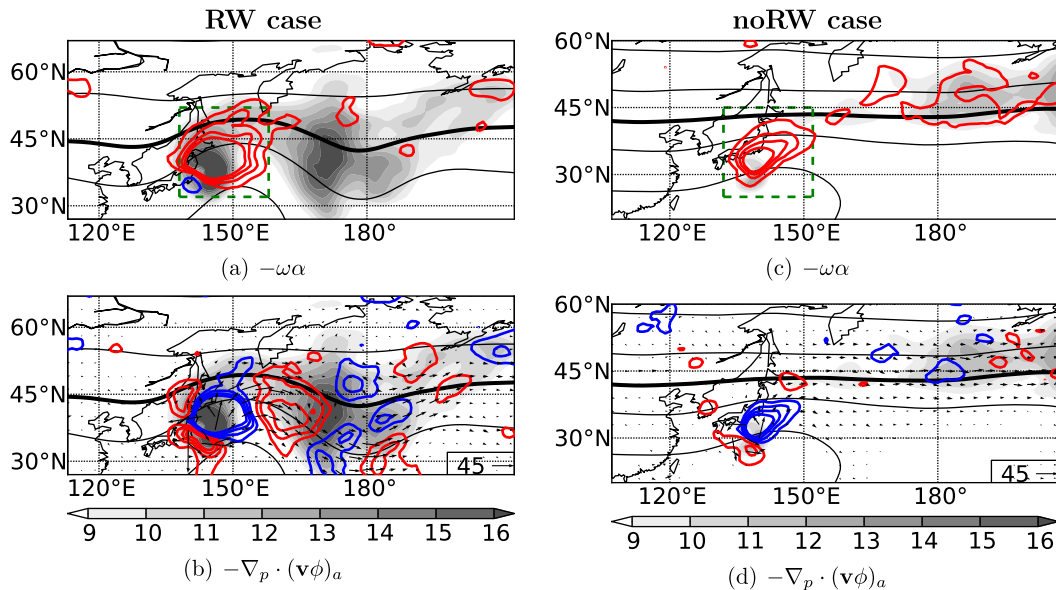 RW case
noRW case
60°N
45°N
30°N
120°E
150°E
180°
(a) −ωα
60°N
45°N
30°N
120°E
150°E
180°
(c) −ωα
60°N
45°N
30°N
45
120°E
150°E
180°
9 10 11 12 13 14 15 16
(b) −∇p · (vϕ)a
60°N
45°N
30°N
45
120°E
150°E
180°
9 10 11 12 13 14 15 16
(d) −∇p · (vϕ)a